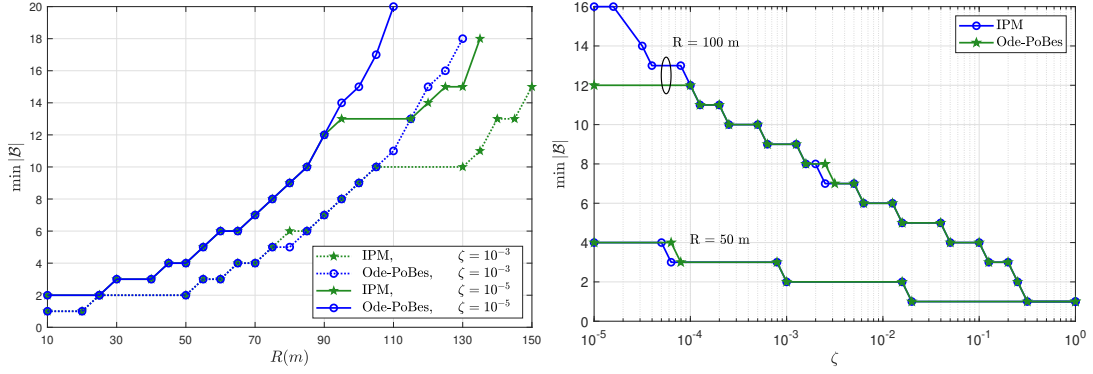 20
18
16
14
12
10
8
6
4
2
0
min |ℬ|
10
30
50
70
90
110
130
150
R(m)
IPM, ζ = 10⁻³
Ode-PoBes, ζ = 10⁻³
IPM, ζ = 10⁻⁵
Ode-PoBes, ζ = 10⁻⁵
16
14
12
10
8
6
4
2
0
min |ℬ|
R = 100 m
R = 50 m
IPM
Ode-PoBes
10⁻⁵
10⁻⁴
10⁻³
10⁻²
10⁻¹
10⁰
ζ